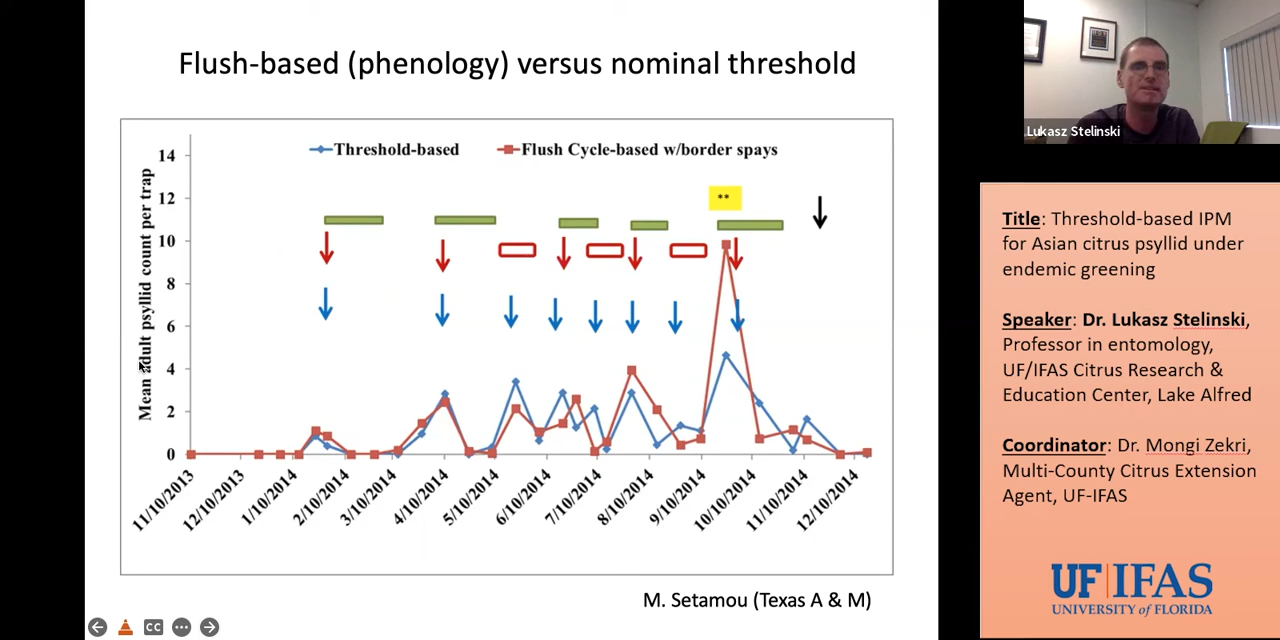 Flush-based (phenology) versus nominal threshold
Mean adult psyllid count per trap
Threshold-based
Flush Cycle-based w/border spays
14
12
10
8
6
4
2
0
**
11/10/2013
12/10/2013
1/10/2014
2/10/2014
3/10/2014
4/10/2014
5/10/2014
6/10/2014
7/10/2014
8/10/2014
9/10/2014
10/10/2014
11/10/2014
12/10/2014
M. Setamou (Texas A & M)
CC
Lukasz Stelinski
Title: Threshold-based IPM
for Asian citrus psyllid under
endemic greening
Speaker: Dr. Lukasz Stelinski,
Professor in entomology,
UF/IFAS Citrus Research &
Education Center, Lake Alfred
Coordinator: Dr. Mongi Zekri,
Multi-County Citrus Extension
Agent, UF-IFAS
UF|IFAS
UNIVERSITY of FLORIDA